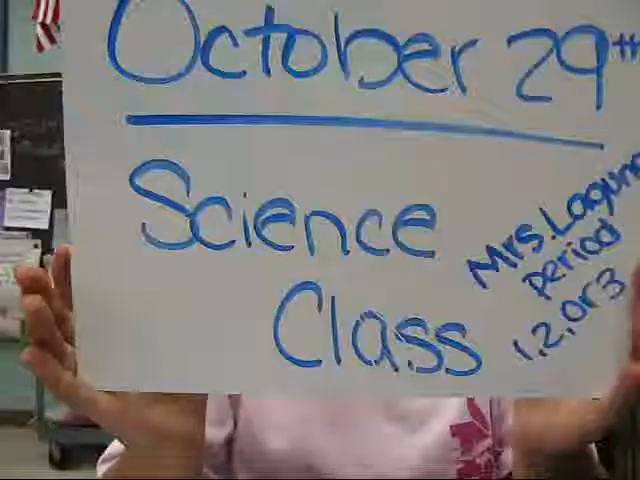 October 29th
Science
Class
Mrs. Laguna
period
1,2,or 3